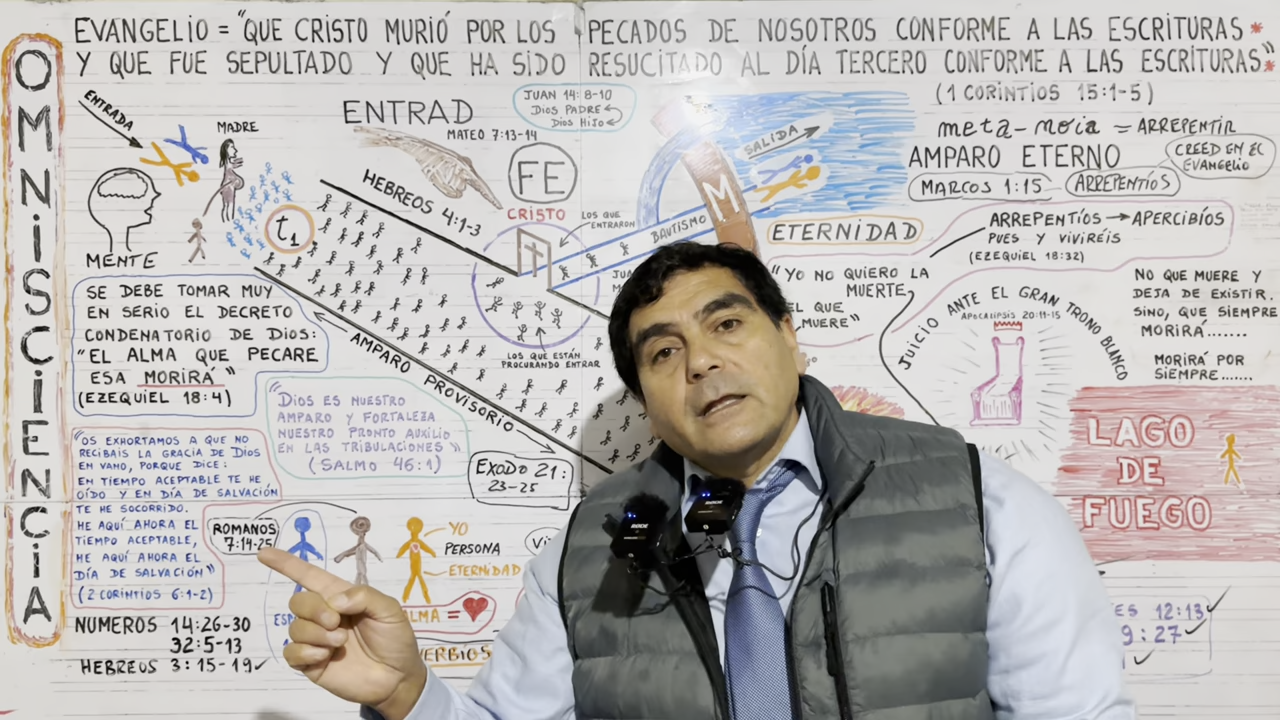 EVANGELIO = "QUE CRISTO MURIÓ POR LOS PECADOS DE NOSOTROS CONFORME A LAS ESCRITURAS *
Y QUE FUE SEPULTADO Y QUE HA SIDO RESUCITADO AL DÍA TERCERO CONFORME A LAS ESCRITURAS" *
(1 CORINTIOS 15:1-5)
OMNISCIENCIA
ENTRADA
MADRE
MENTE
t1
ENTRAD
MATEO 7:13-14
JUAN 14:8-10
DIOS PADRE
DIOS HIJO
HEBREOS 4:1-3
FE
CRISTO
LOS QUE
ENTRARON
BAUTISMO
M
SALIDA
LOS QUE ESTÁN
PROCURANDO ENTRAR
AMPARO PROVISORIO
EXODO 21:
23-25
meta-noia = ARREPENTIR
AMPARO ETERNO
CREED EN EL
EVANGELIO
MARCOS 1:15
ARREPENTÍOS
ETERNIDAD
ARREPENTÍOS → APERCIBÍOS
PUES Y VIVIRÉIS
(EZEQUIEL 18:32)
"YO NO QUIERO LA
MUERTE
EL QUE
MUERE"
JUICIO ANTE EL GRAN TRONO BLANCO
APOCALIPSIS 20:11-15
NO QUE MUERE Y
DEJA DE EXISTIR.
SINO, QUE SIEMPRE
MORIRA.......
MORIRÁ POR
SIEMPRE.......
LAGO
DE
FUEGO
SE DEBE TOMAR MUY
EN SERIO EL DECRETO
CONDENATORIO DE DIOS:
"EL ALMA QUE PECARE
ESA MORIRÁ"
(EZEQUIEL 18:4)
"DIOS ES NUESTRO
AMPARO Y FORTALEZA
NUESTRO PRONTO AUXILIO
EN LAS TRIBULACIONES"
(SALMO 46:1)
"OS EXHORTAMOS A QUE NO
RECIBAIS LA GRACIA DE DIOS
EN VANO, PORQUE DICE:
EN TIEMPO ACEPTABLE TE HE
OÍDO Y EN DÍA DE SALVACIÓN
TE HE SOCORRIDO.
HE AQUÍ AHORA EL
TIEMPO ACEPTABLE,
HE AQUÍ AHORA EL
DÍA DE SALVACIÓN"
(2 CORINTIOS 6:1-2)
ROMANOS
7:14-25
YO
PERSONA
ETERNIDAD
ALMA =
NUMEROS 14:26-30
32:5-13
HEBREOS 3:15-19
ES 12:13
9:27
RODE
RODE